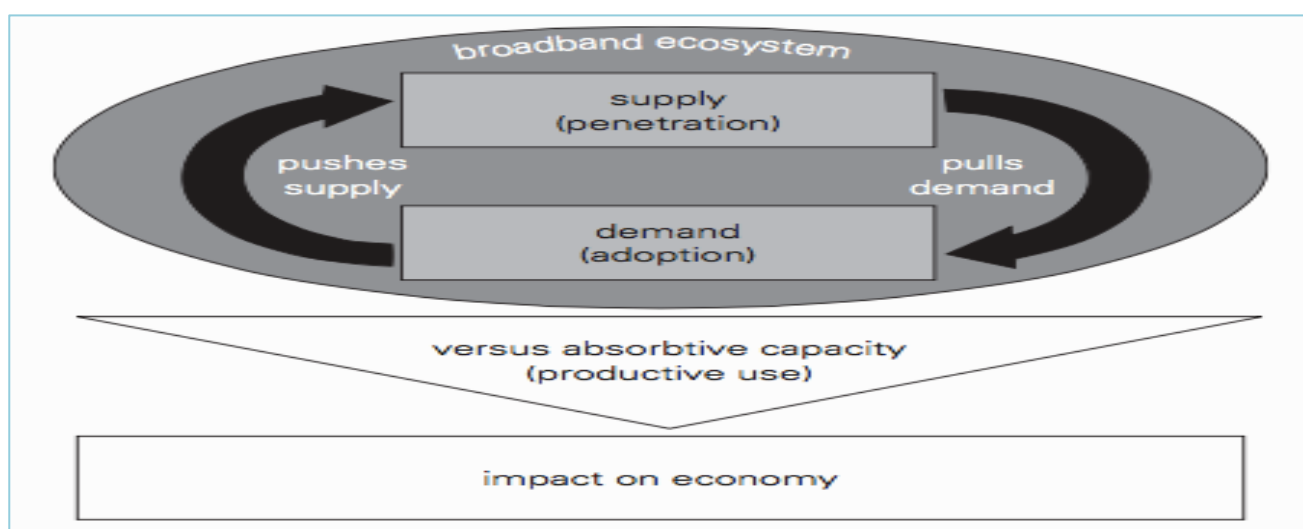 broadband ecosystem
supply
(penetration)
pushes
supply
pulls
demand
demand
(adoption)
versus absorbtive capacity
(productive use)
impact on economy